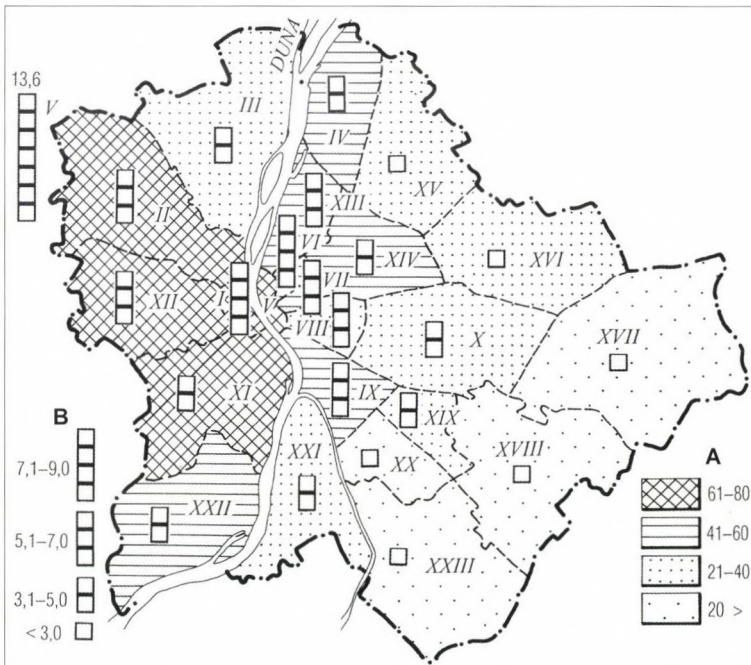 13,6
V
DUNA
III
IV
II
XIII
XV
VI
XIV
XVI
XII
I
V
VII
VIII
X
XVII
XI
IX
XIX
XXI
XX
XVIII
XXII
XXIII
B
7,1–9,0
5,1–7,0
3,1–5,0
< 3,0
A
61–80
41–60
21–40
20 >